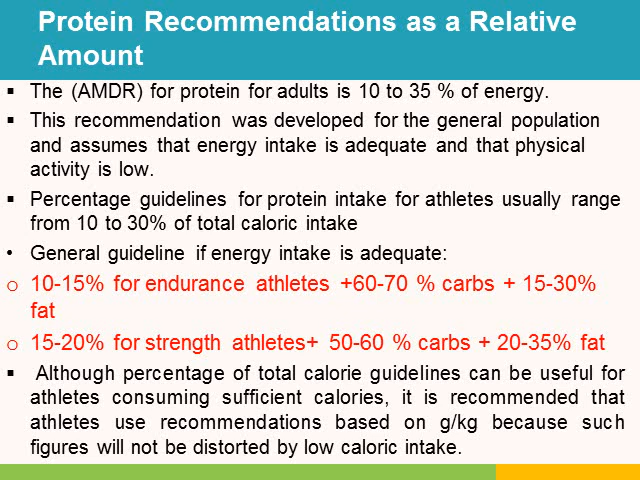 Protein Recommendations as a Relative
Amount
▪ The (AMDR) for protein for adults is 10 to 35 % of energy.
▪ This recommendation was developed for the general population
and assumes that energy intake is adequate and that physical
activity is low.
▪ Percentage guidelines for protein intake for athletes usually range
from 10 to 30% of total caloric intake
• General guideline if energy intake is adequate:
o 10-15% for endurance athletes +60-70 % carbs + 15-30%
fat
o 15-20% for strength athletes+ 50-60 % carbs + 20-35% fat
▪ Although percentage of total calorie guidelines can be useful for
athletes consuming sufficient calories, it is recommended that
athletes use recommendations based on g/kg because such
figures will not be distorted by low caloric intake.